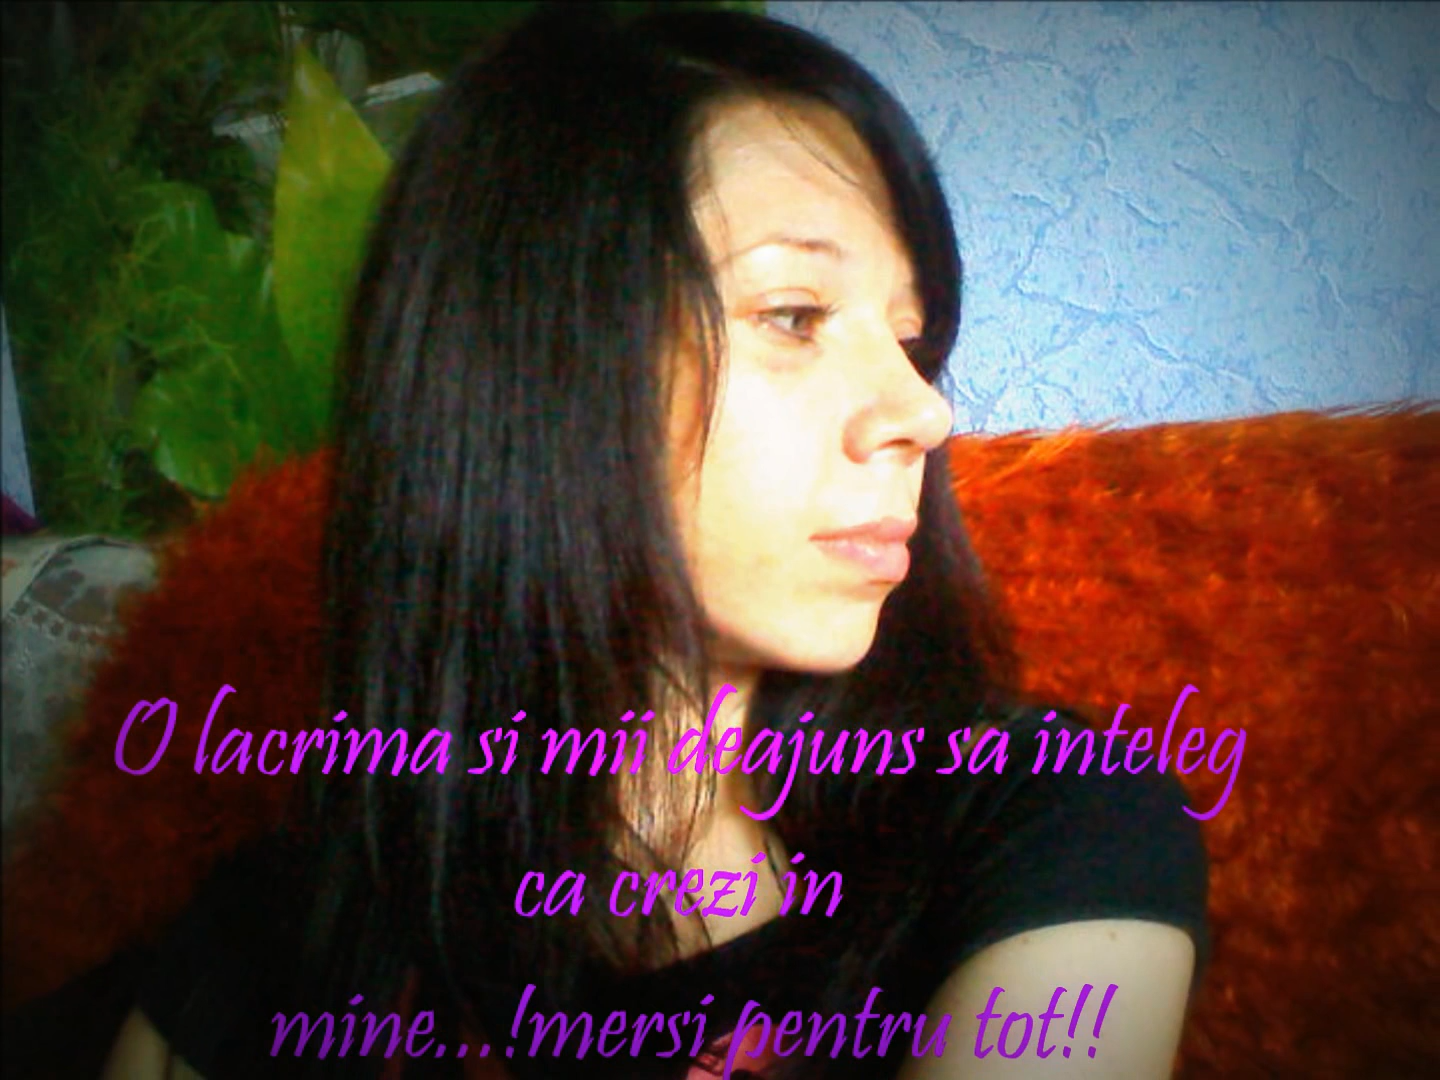 O lacrima si mii deajuns sa inteleg
ca crezi in
mine...!mersi pentru tot!!